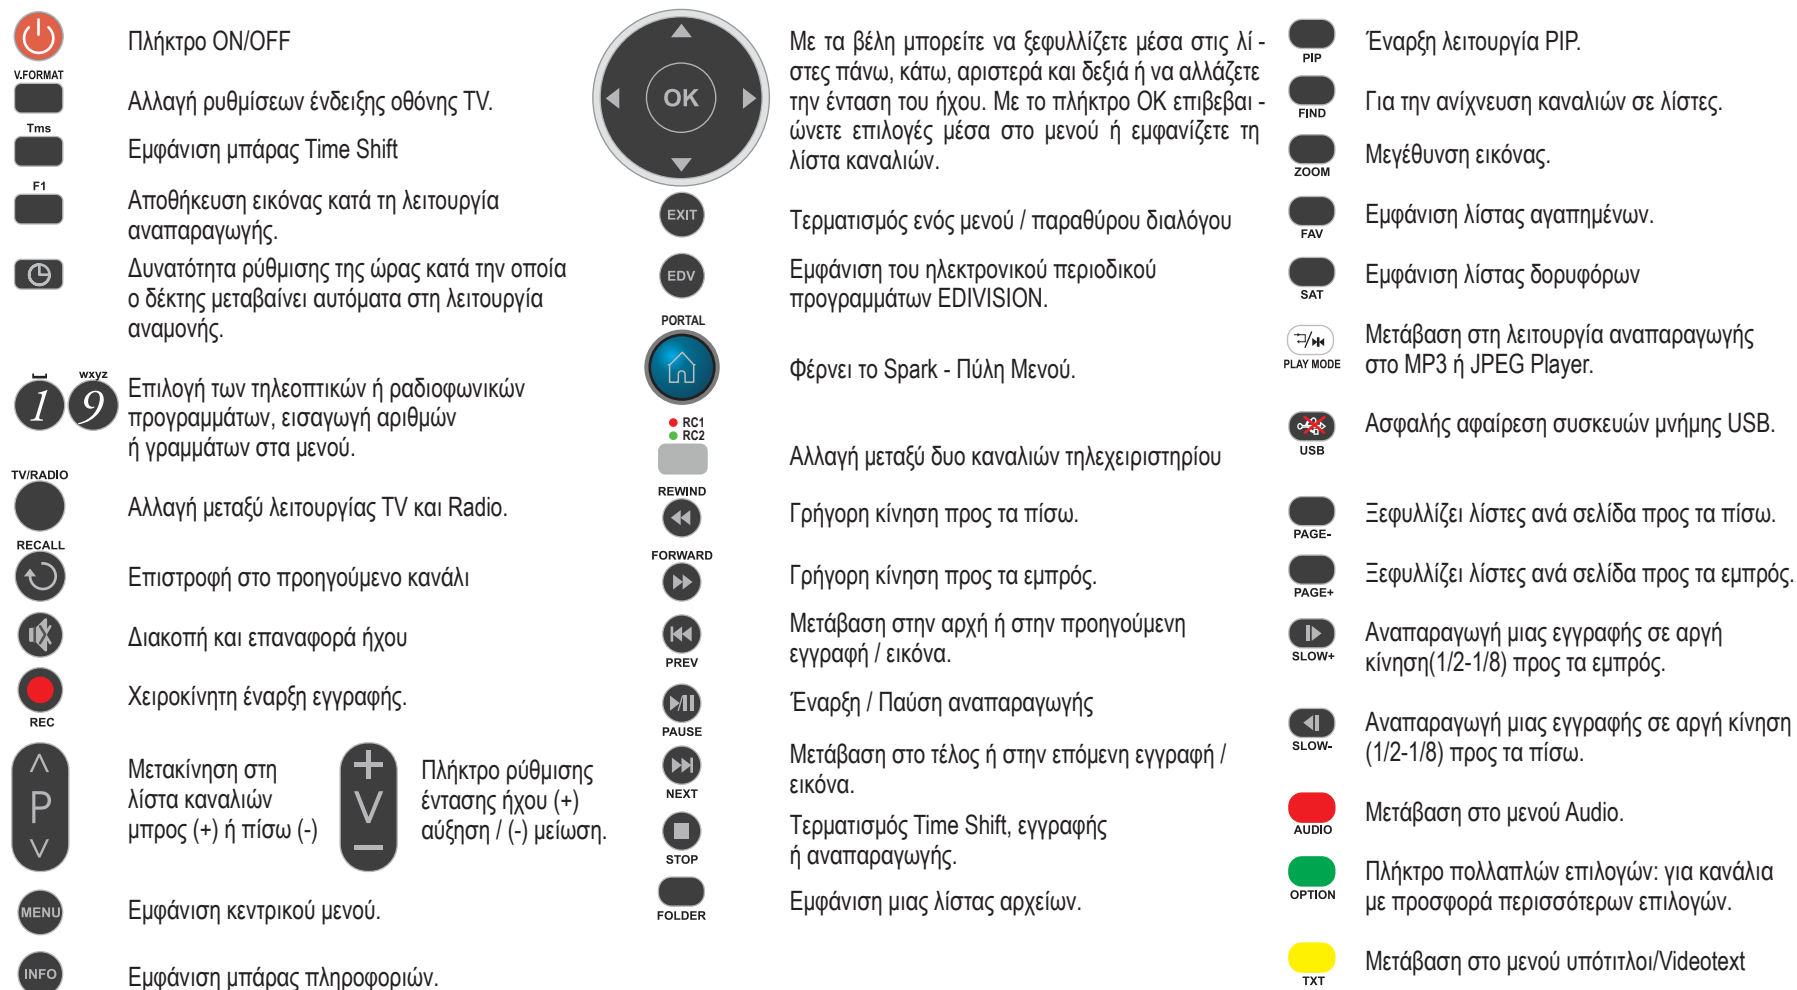 Πλήκτρο ON/OFF
V.FORMAT
Αλλαγή ρυθμίσεων ένδειξης οθόνης TV.
Tms
Εμφάνιση μπάρας Time Shift
F1
Αποθήκευση εικόνας κατά τη λειτουργία
αναπαραγωγής.
Δυνατότητα ρύθμισης της ώρας κατά την οποία
ο δέκτης μεταβαίνει αυτόματα στη λειτουργία
αναμονής.
wxyz
1 9
Επιλογή των τηλεοπτικών ή ραδιοφωνικών
προγραμμάτων, εισαγωγή αριθμών
ή γραμμάτων στα μενού.
TV/RADIO
Αλλαγή μεταξύ λειτουργίας TV και Radio.
RECALL
Επιστροφή στο προηγούμενο κανάλι
Διακοπή και επαναφορά ήχου
Χειροκίνητη έναρξη εγγραφής.
REC
P
Μετακίνηση στη
λίστα καναλιών
μπρος (+) ή πίσω (-)
+
V
–
Πλήκτρο ρύθμισης
έντασης ήχου (+)
αύξηση / (-) μείωση.
MENU
Εμφάνιση κεντρικού μενού.
INFO
Εμφάνιση μπάρας πληροφοριών.
OK
Με τα βέλη μπορείτε να ξεφυλλίζετε μέσα στις λί -
στες πάνω, κάτω, αριστερά και δεξιά ή να αλλάζετε
την ένταση του ήχου. Με το πλήκτρο OK επιβεβαι -
ώνετε επιλογές μέσα στο μενού ή εμφανίζετε τη
λίστα καναλιών.
EXIT
Τερματισμός ενός μενού / παραθύρου διαλόγου
EDV
Εμφάνιση του ηλεκτρονικού περιοδικού
προγραμμάτων EDIVISION.
PORTAL
Φέρνει το Spark - Πύλη Μενού.
RC1
RC2
Αλλαγή μεταξύ δυο καναλιών τηλεχειριστηρίου
REWIND
Γρήγορη κίνηση προς τα πίσω.
FORWARD
Γρήγορη κίνηση προς τα εμπρός.
Μετάβαση στην αρχή ή στην προηγούμενη
εγγραφή / εικόνα.
PREV
Έναρξη / Παύση αναπαραγωγής
PAUSE
Μετάβαση στο τέλος ή στην επόμενη εγγραφή /
εικόνα.
NEXT
Τερματισμός Time Shift, εγγραφής
ή αναπαραγωγής.
STOP
Εμφάνιση μιας λίστας αρχείων.
FOLDER
Έναρξη λειτουργία PIP.
PIP
Για την ανίχνευση καναλιών σε λίστες.
FIND
Μεγέθυνση εικόνας.
ZOOM
Εμφάνιση λίστας αγαπημένων.
FAV
Εμφάνιση λίστας δορυφόρων
SAT
Μετάβαση στη λειτουργία αναπαραγωγής
στο MP3 ή JPEG Player.
PLAY MODE
Ασφαλής αφαίρεση συσκευών μνήμης USB.
USB
Ξεφυλλίζει λίστες ανά σελίδα προς τα πίσω.
PAGE-
Ξεφυλλίζει λίστες ανά σελίδα προς τα εμπρός.
PAGE+
Αναπαραγωγή μιας εγγραφής σε αργή
κίνηση(1/2-1/8) προς τα εμπρός.
SLOW+
Αναπαραγωγή μιας εγγραφής σε αργή κίνηση
(1/2-1/8) προς τα πίσω.
SLOW-
Μετάβαση στο μενού Audio.
AUDIO
Πλήκτρο πολλαπλών επιλογών: για κανάλια
με προσφορά περισσότερων επιλογών.
OPTION
Μετάβαση στο μενού υπότιτλοι/Videotext
TXT